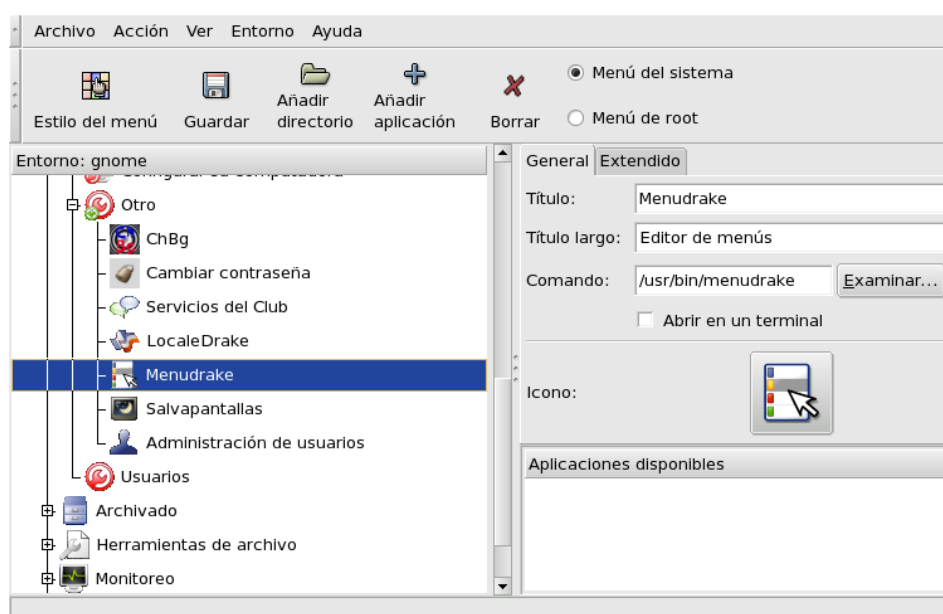 Archivo Acción Ver Entorno Ayuda
Estilo del menú
Guardar
Añadir directorio
Añadir aplicación
Borrar
Menú del sistema
Menú de root
Entorno: gnome
Configurar su computadora
Otro
ChBg
Cambiar contraseña
Servicios del Club
LocaleDrake
Menudrake
Salvapantallas
Administración de usuarios
Usuarios
Archivado
Herramientas de archivo
Monitoreo
General Extendido
Título: Menudrake
Título largo: Editor de menús
Comando: /usr/bin/menudrake Examinar...
Abrir en un terminal
Icono:
Aplicaciones disponibles